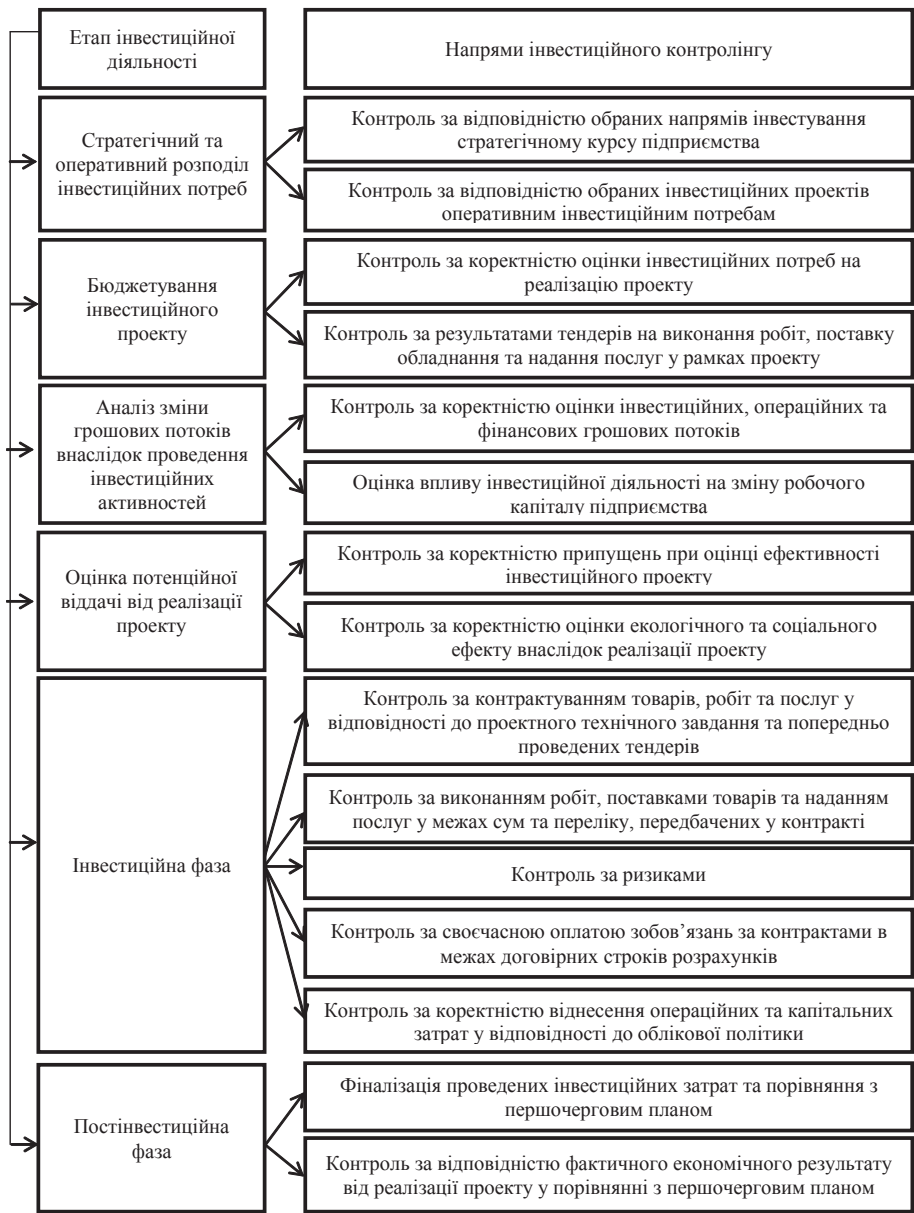 Етап інвестиційної
діяльності
Напрями інвестиційного контролінгу
Стратегічний та
оперативний розподіл
інвестиційних потреб
Контроль за відповідністю обраних напрямів інвестування
стратегічному курсу підприємства
Контроль за відповідністю обраних інвестиційних проектів
оперативним інвестиційним потребам
Бюджетування
інвестиційного
проекту
Контроль за коректністю оцінки інвестиційних потреб на
реалізацію проекту
Контроль за результатами тендерів на виконання робіт, поставку
обладнання та надання послуг у рамках проекту
Аналіз зміни
грошових потоків
внаслідок проведення
інвестиційних
активностей
Контроль за коректністю оцінки інвестиційних, операційних та
фінансових грошових потоків
Оцінка впливу інвестиційної діяльності на зміну робочого
капіталу підприємства
Оцінка потенційної
віддачі від реалізації
проекту
Контроль за коректністю припущень при оцінці ефективності
інвестиційного проекту
Контроль за коректністю оцінки екологічного та соціального
ефекту внаслідок реалізації проекту
Інвестиційна фаза
Контроль за контрактуванням товарів, робіт та послуг у
відповідності до проектного технічного завдання та попередньо
проведених тендерів
Контроль за виконанням робіт, поставками товарів та наданням
послуг у межах сум та переліку, передбачених у контракті
Контроль за ризиками
Контроль за своєчасною оплатою зобов’язань за контрактами в
межах договірних строків розрахунків
Контроль за коректністю віднесення операційних та капітальних
затрат у відповідності до облікової політики
Постінвестиційна
фаза
Фіналізація проведених інвестиційних затрат та порівняння з
першочерговим планом
Контроль за відповідністю фактичного економічного результату
від реалізації проекту у порівнянні з першочерговим планом